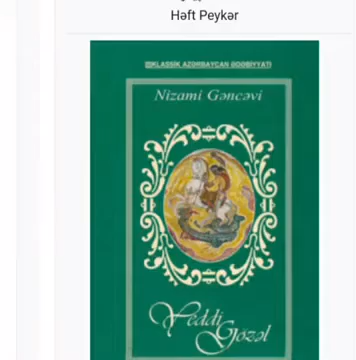 Həft Peykər
KLASSİK AZƏRBAYCAN ƏDƏBİYYATI
Nizami Gəncəvi
Yeddi
Gözəl